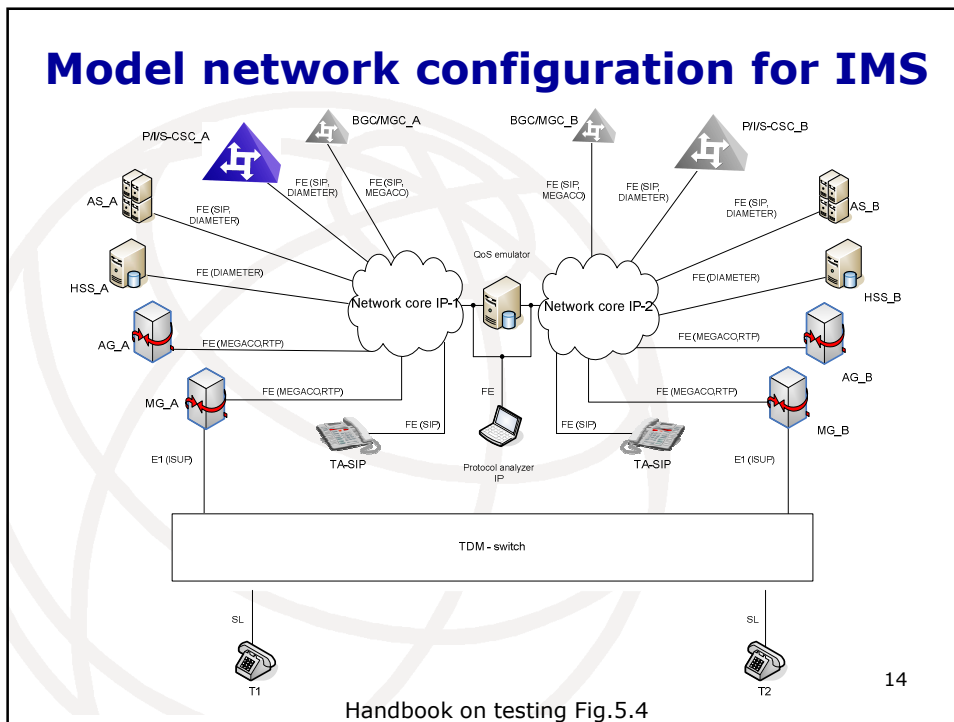 Model network configuration for IMS
BGC/MGC_A
BGC/MGC_B
P/I/S-CSC_A
P/I/S-CSC_B
FE (SIP,
DIAMETER)
FE (SIP,
MEGACO)
FE (SIP,
MEGACO)
FE (SIP,
DIAMETER)
AS_A
FE (SIP,
DIAMETER)
FE (SIP,
DIAMETER)
AS_B
QoS emulator
HSS_A
FE (DIAMETER)
FE (DIAMETER)
HSS_B
Network core IP-1
Network core IP-2
AG_A
FE (MEGACO,RTP)
FE (MEGACO,RTP)
AG_B
MG_A
FE (MEGACO,RTP)
FE
FE (MEGACO,RTP)
MG_B
FE (SIP)
FE (SIP)
E1 (ISUP)
TA-SIP
Protocol analyzer
IP
TA-SIP
E1 (ISUP)
TDM - switch
SL
SL
T1
T2
14
Handbook on testing Fig.5.4